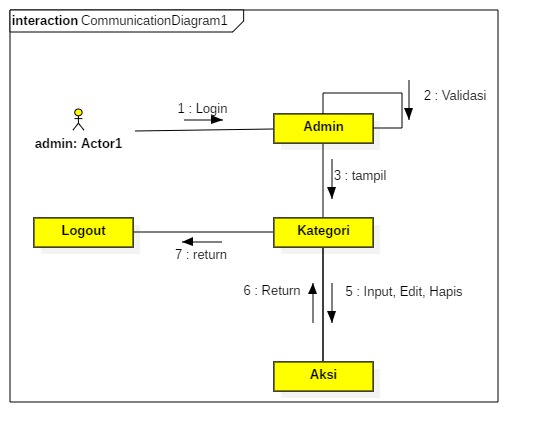 interaction CommunicationDiagram1
1 : Login
2 : Validasi
admin: Actor1
Admin
3 : tampil
Logout
Kategori
7 : return
6 : Return
5 : Input, Edit, Hapis
Aksi